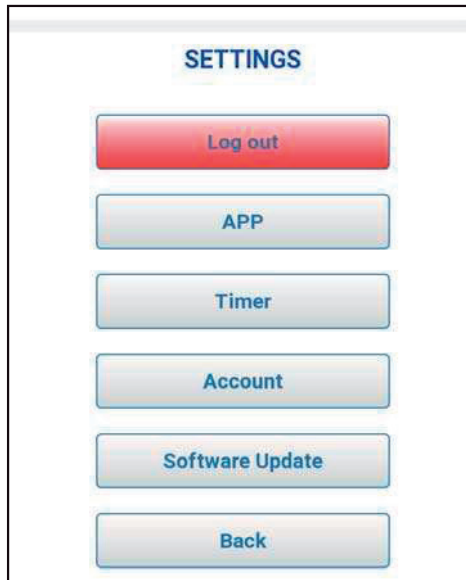 SETTINGS
Log out
APP
Timer
Account
Software Update
Back